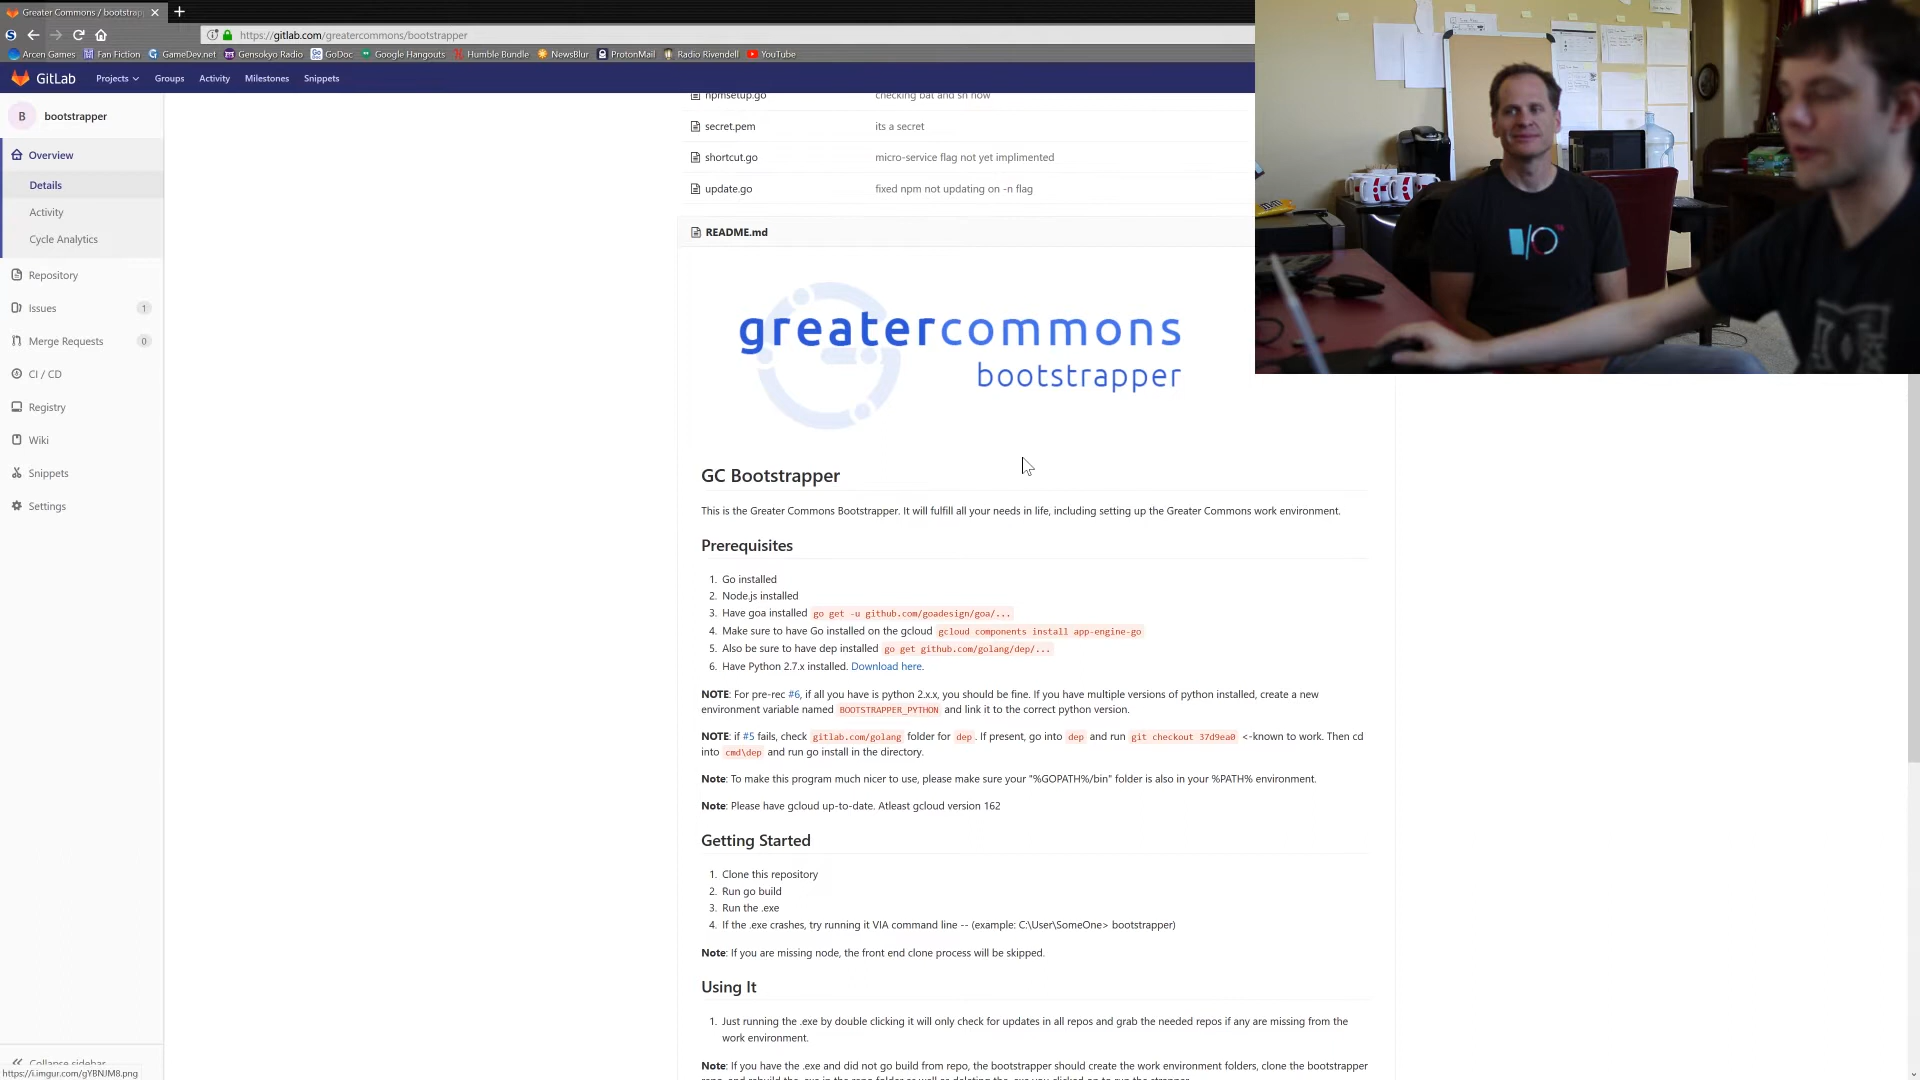 Greater Commons / bootstrap
https://gitlab.com/greatercommons/bootstrapper
Arcen Games Fan Fiction GameDev.net Gensokyo Radio GoDoc Google Hangouts Humble Bundle NewsBlur ProtonMail Radio Rivendell YouTube
GitLab Projects Groups Activity Milestones Snippets
B bootstrapper
Overview
Details
Activity
Cycle Analytics
Repository
Issues 1
Merge Requests 0
CI / CD
Registry
Wiki
Snippets
Settings
Collapse sidebar
https://i.imgur.com/gYBNJM8.png
npmsetup.go checking bat and sh now
secret.pem its a secret
shortcut.go micro-service flag not yet implimented
update.go fixed npm not updating on -n flag
README.md
greatercommons
bootstrapper
GC Bootstrapper
This is the Greater Commons Bootstrapper. It will fulfill all your needs in life, including setting up the Greater Commons work environment.
Prerequisites
1. Go installed
2. Node.js installed
3. Have goa installed go get -u github.com/goadesign/goa/...
4. Make sure to have Go installed on the gcloud gcloud components install app-engine-go
5. Also be sure to have dep installed go get github.com/golang/dep/...
6. Have Python 2.7.x installed. Download here.
NOTE: For pre-rec #6, if all you have is python 2.x.x, you should be fine. If you have multiple versions of python installed, create a new
environment variable named BOOTSTRAPPER_PYTHON and link it to the correct python version.
NOTE: if #5 fails, check gitlab.com/golang folder for dep. If present, go into dep and run git checkout 37d9ea0 <-known to work. Then cd
into cmd\dep and run go install in the directory.
Note: To make this program much nicer to use, please make sure your "%GOPATH%/bin" folder is also in your %PATH% environment.
Note: Please have gcloud up-to-date. Atleast gcloud version 162
Getting Started
1. Clone this repository
2. Run go build
3. Run the .exe
4. If the .exe crashes, try running it VIA command line -- (example: C:\User\SomeOne> bootstrapper)
Note: If you are missing node, the front end clone process will be skipped.
Using It
1. Just running the .exe by double clicking it will only check for updates in all repos and grab the needed repos if any are missing from the
work environment.
Note: If you have the .exe and did not go build from repo, the bootstrapper should create the work environment folders, clone the bootstrapper
I/O